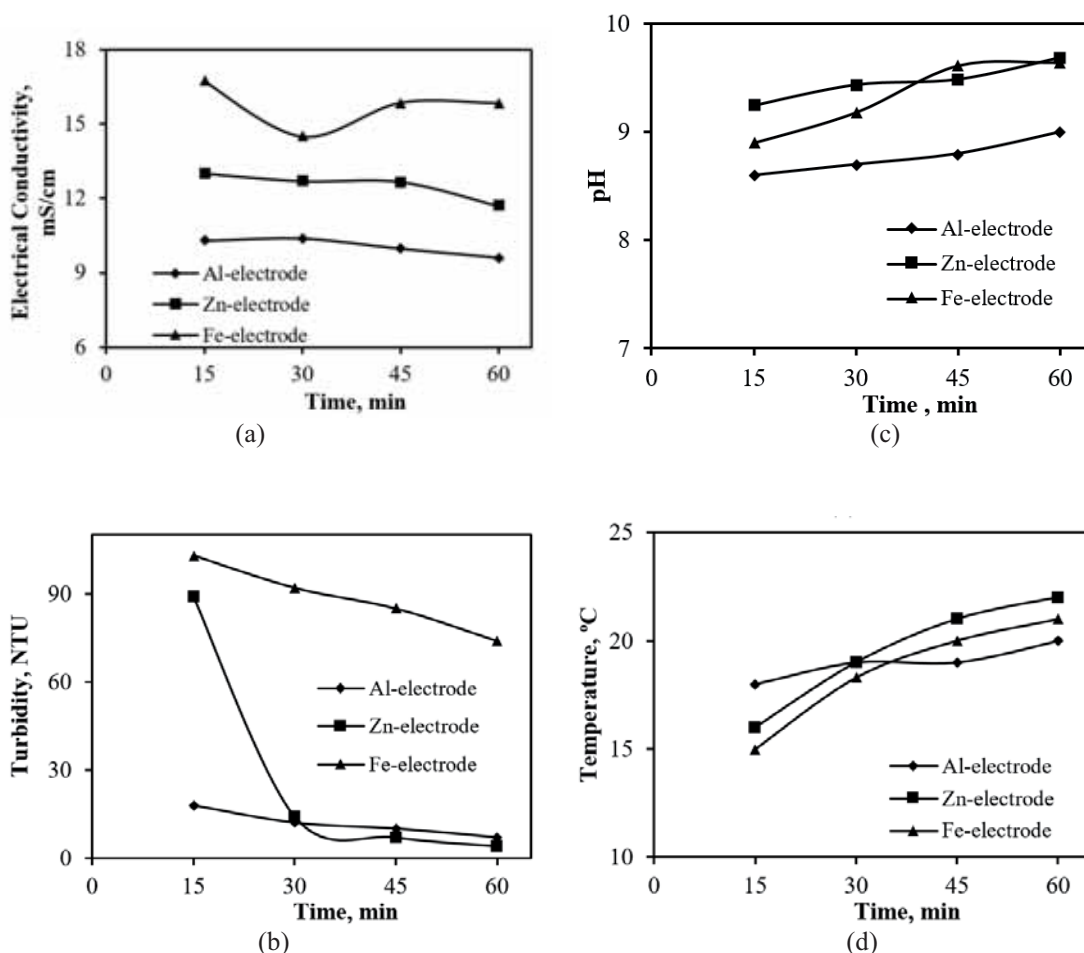 18
15
12
9
6
Electrical Conductivity,
mS/cm
Al-electrode
Zn-electrode
Fe-electrode
0 15 30 45 60
Time, min
(a)
10
9
8
7
pH
Al-electrode
Zn-electrode
Fe-electrode
0 15 30 45 60
Time , min
(c)
90
60
30
0
Turbidity, NTU
Al-electrode
Zn-electrode
Fe-electrode
0 15 30 45 60
Time, min
(b)
25
20
15
10
Temperature, ºC
Al-electrode
Zn-electrode
Fe-electrode
0 15 30 45 60
Time, min
(d)